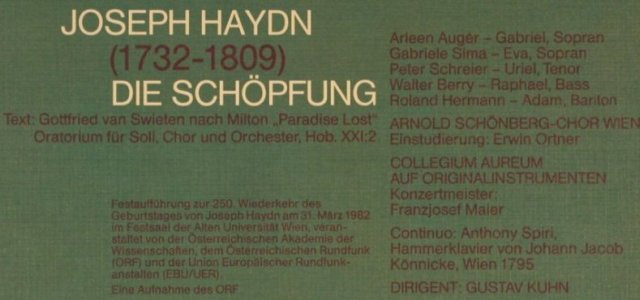 JOSEPH HAYDN
(1732-1809)
DIE SCHÖPFUNG
Text: Gottfried van Swieten nach Milton „Paradise Lost“
Oratorium für Soli, Chor und Orchester, Hob. XXI:2
Festaufführung zur 250. Wiederkehr des
Geburtstages von Joseph Haydn am 31. März 1982
im Festsaal der Alten Universität Wien, veran-
staltet von der Österreichischen Akademie der
Wissenschaften, dem Österreichischen Rundfunk
(ORF) und der Union Europäischer Rundfunk-
anstalten (EBU/UER).
Eine Aufnahme des ORF
Arleen Augér – Gabriel, Sopran
Gabriele Sima – Eva, Sopran
Peter Schreier – Uriel, Tenor
Walter Berry – Raphael, Bass
Roland Hermann – Adam, Bariton
ARNOLD SCHÖNBERG-CHOR WIEN
Einstudierung: Erwin Ortner
COLLEGIUM AUREUM
AUF ORIGINALINSTRUMENTEN
Konzertmeister:
Franzjosef Maier
Continuo: Anthony Spiri,
Hammerklavier von Johann Jacob
Könnicke, Wien 1795
DIRIGENT: GUSTAV KUHN